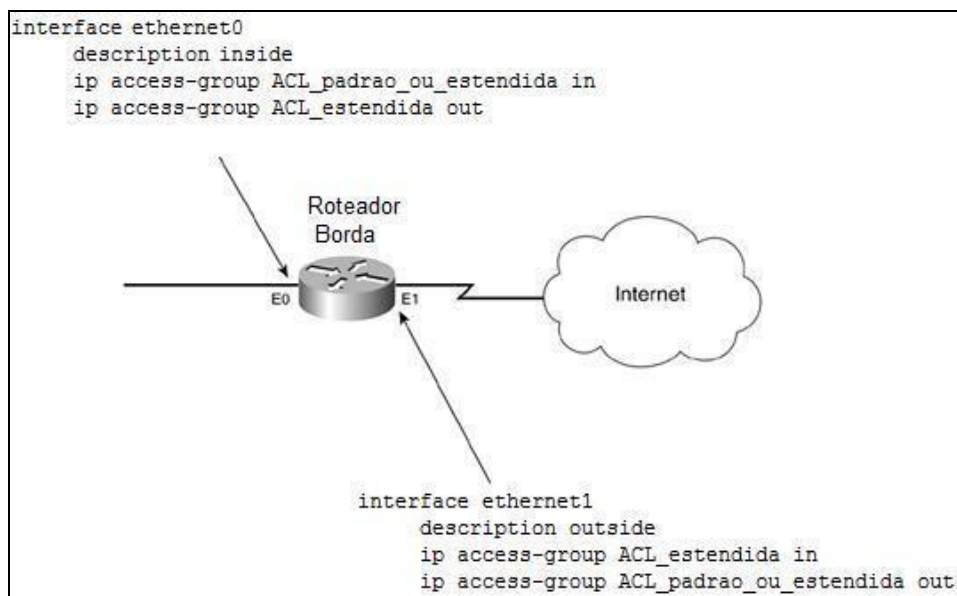 interface ethernet0
description inside
ip access-group ACL_padrao_ou_estendida in
ip access-group ACL_estendida out
Roteador
Borda
E0
E1
Internet
interface ethernet1
description outside
ip access-group ACL_estendida in
ip access-group ACL_padrao_ou_estendida out